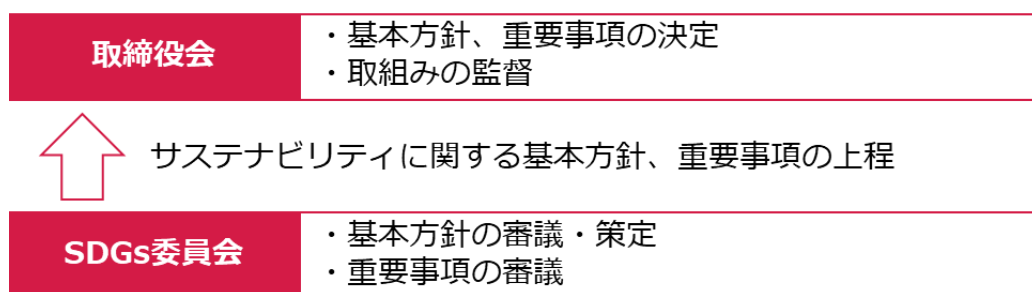 取締役会
・基本方針、重要事項の決定
・取組みの監督
サステナビリティに関する基本方針、重要事項の上程
SDGs委員会
・基本方針の審議・策定
・重要事項の審議